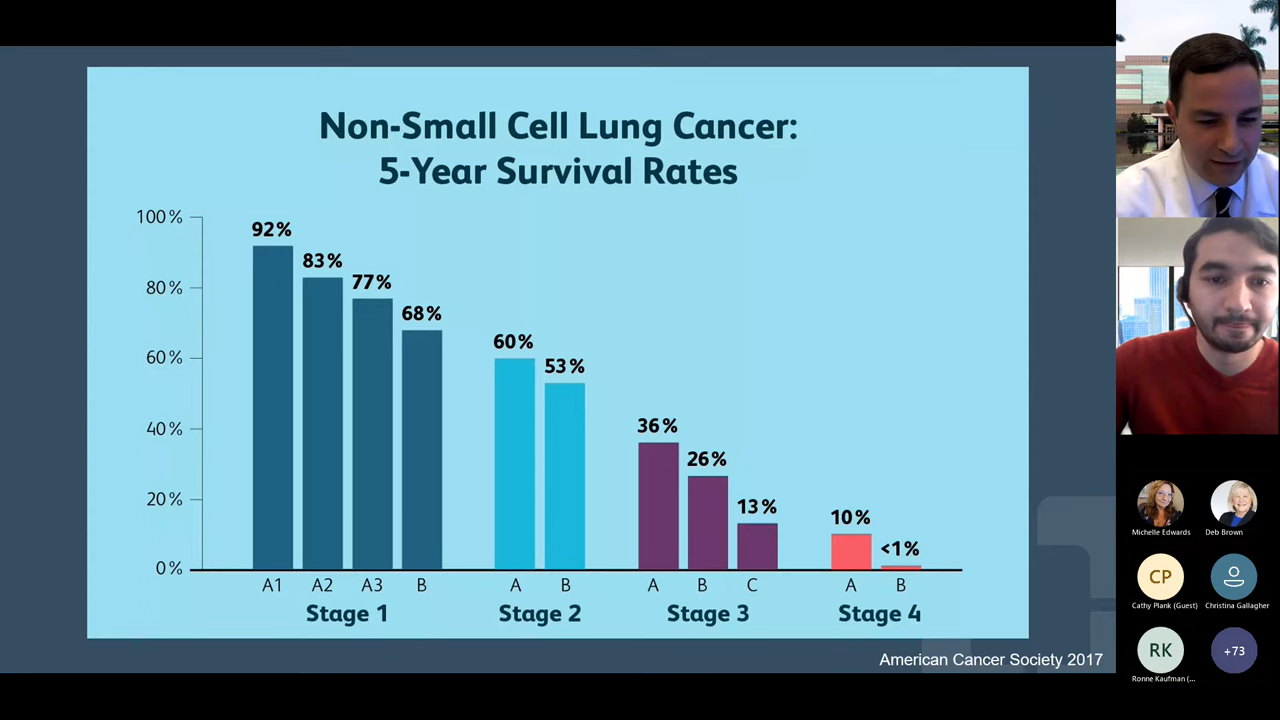 Non-Small Cell Lung Cancer:
5-Year Survival Rates
100%
80%
60%
40%
20%
0%
92%
83%
77%
68%
60%
53%
36%
26%
13%
10%
<1%
A1 A2 A3 B
A B
A B C
A B
Stage 1
Stage 2
Stage 3
Stage 4
American Cancer Society 2017
Michelle Edwards
Deb Brown
CP
Cathy Plank (Guest)
Christina Gallagher
RK
Ronne Kaufman (...
+73